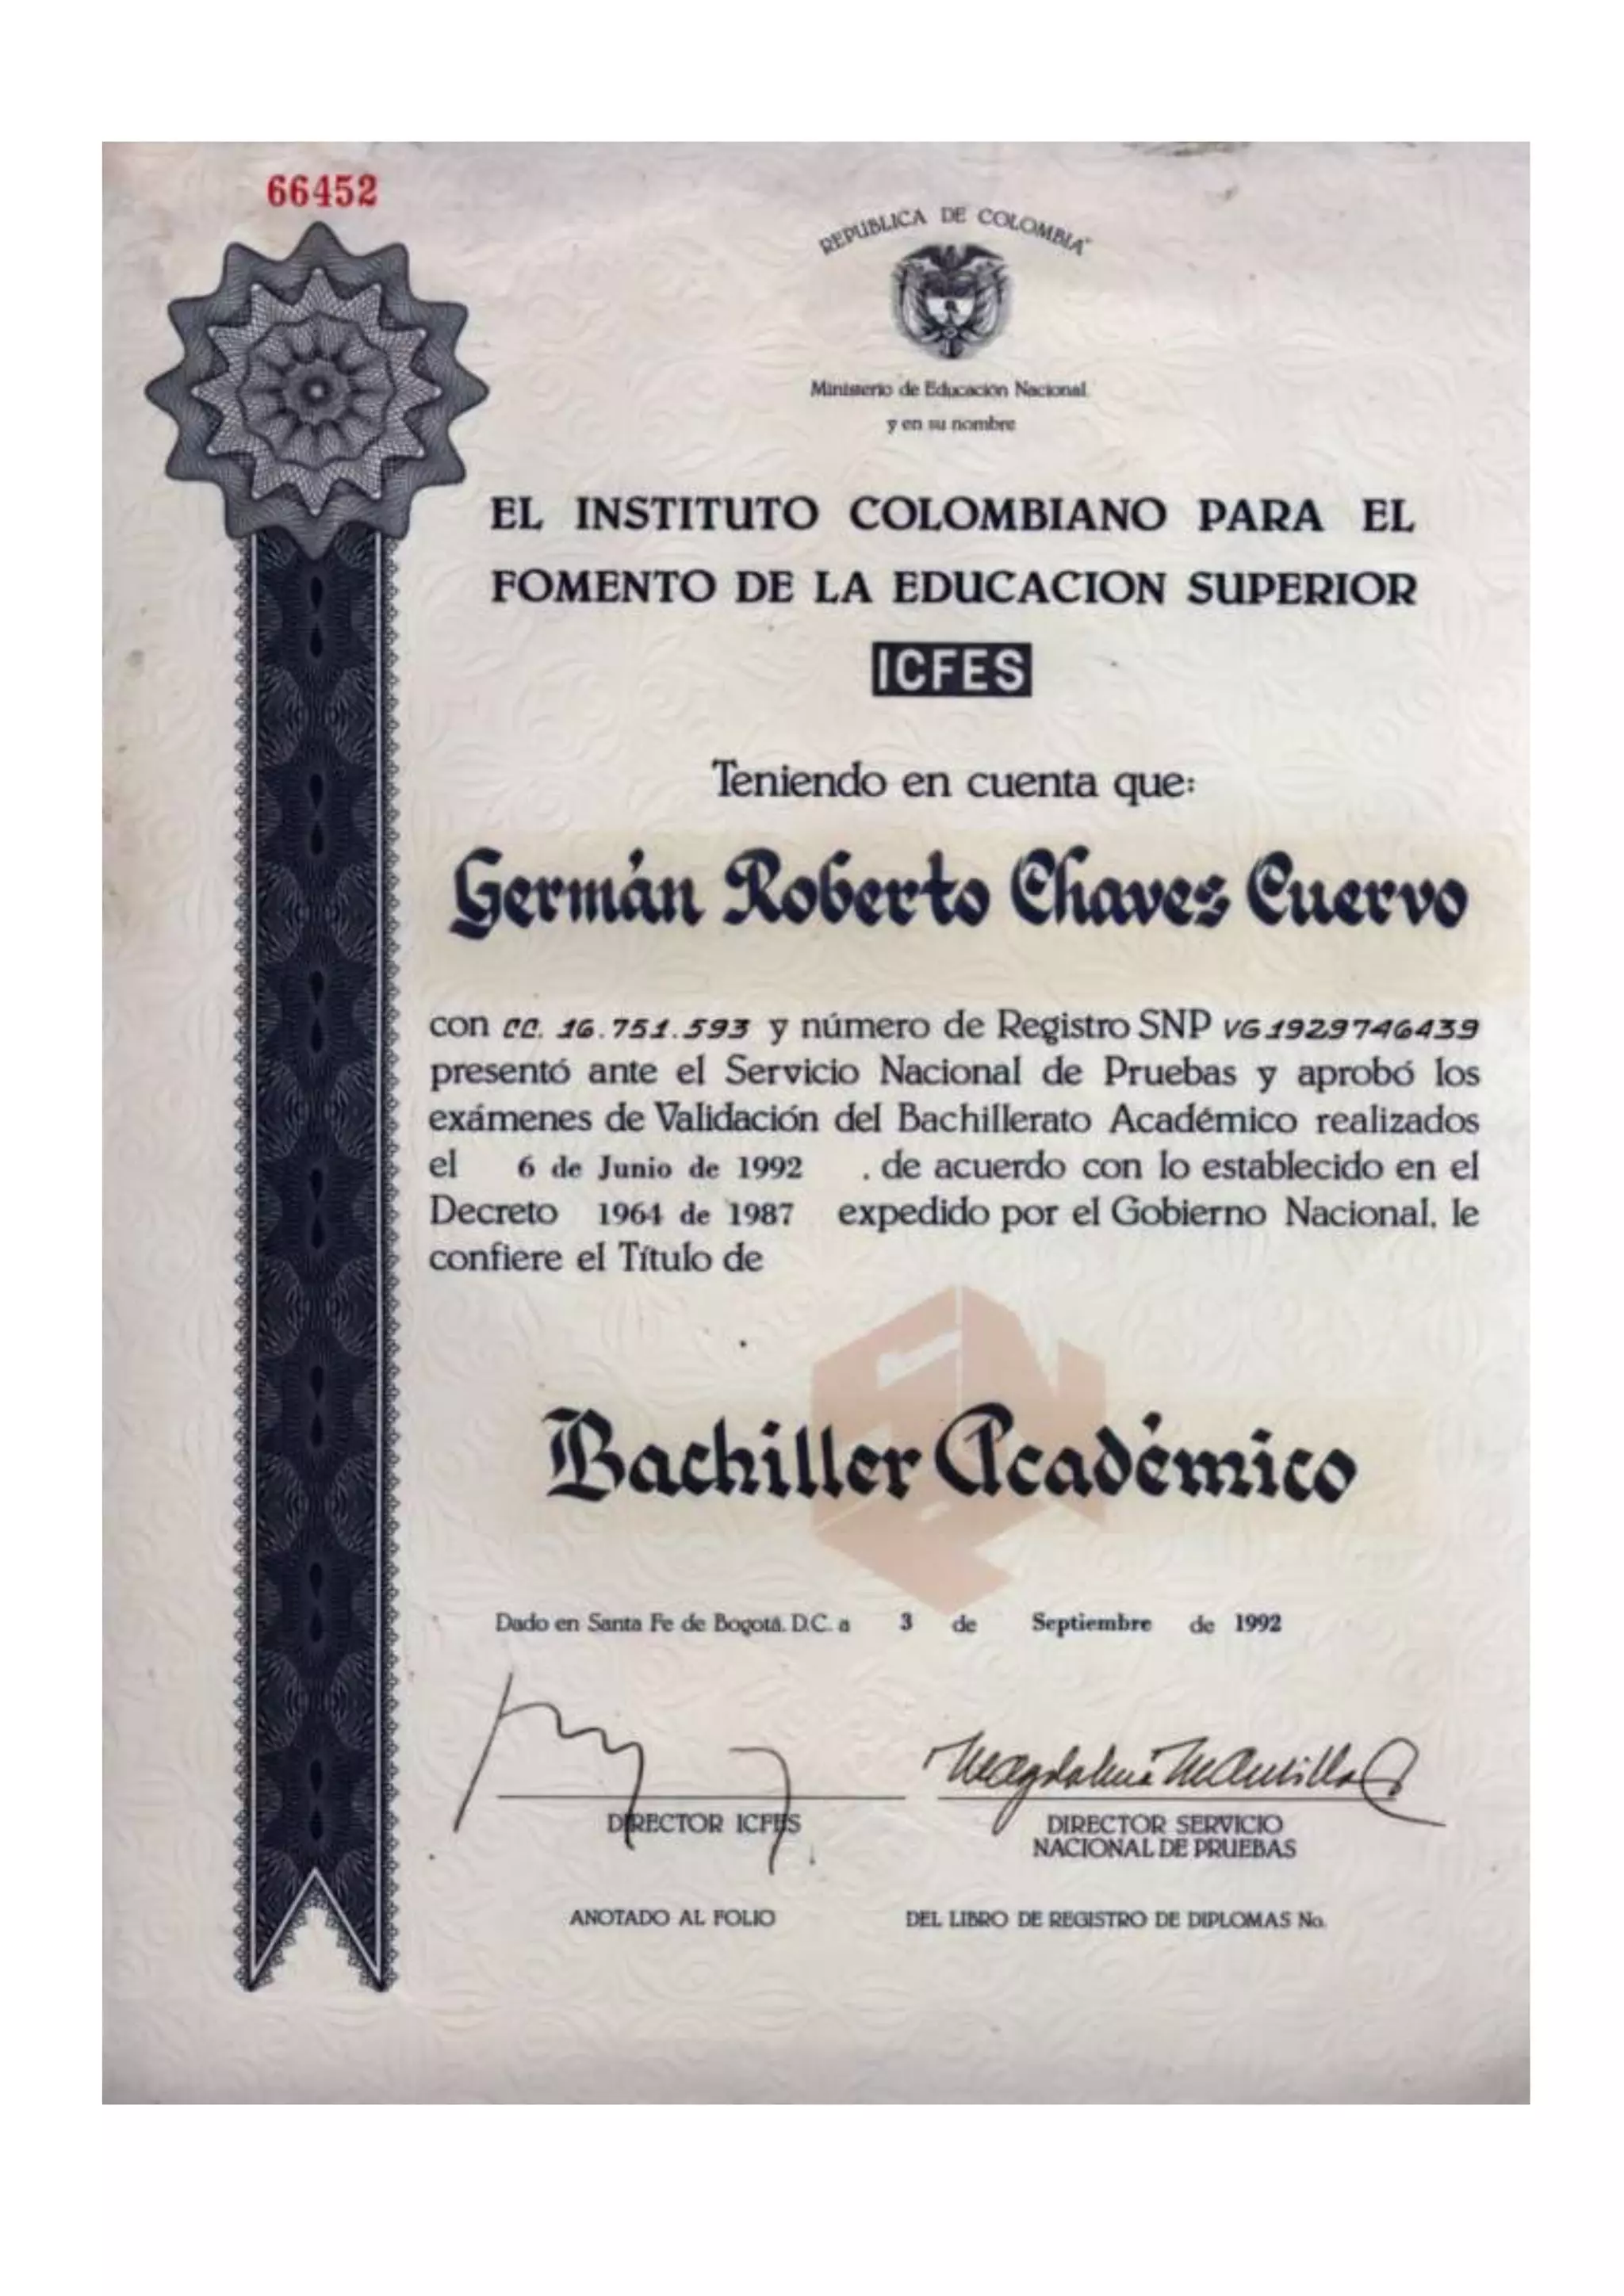 66452
REPUBLICA DE COLOMBIA
Ministerio de Educación Nacional
y en su nombre
EL INSTITUTO COLOMBIANO PARA EL
FOMENTO DE LA EDUCACION SUPERIOR
ICFES
Teniendo en cuenta que:
Germán Roberto Chaves Cuervo
con CC. 16.751.593 y número de Registro SNP VG1929746439
presentó ante el Servicio Nacional de Pruebas y aprobó los
exámenes de Validación del Bachillerato Académico realizados
el 6 de Junio de 1992 . de acuerdo con lo establecido en el
Decreto 1964 de 1987 expedido por el Gobierno Nacional, le
confiere el Título de
Bachiller Académico
Dado en Santa Fe de Bogotá. D.C. a 3 de Septiembre de 1992
DIRECTOR ICFES
DIRECTOR SERVICIO
NACIONAL DE PRUEBAS
ANOTADO AL FOLIO DEL LIBRO DE REGISTRO DE DIPLOMAS No.